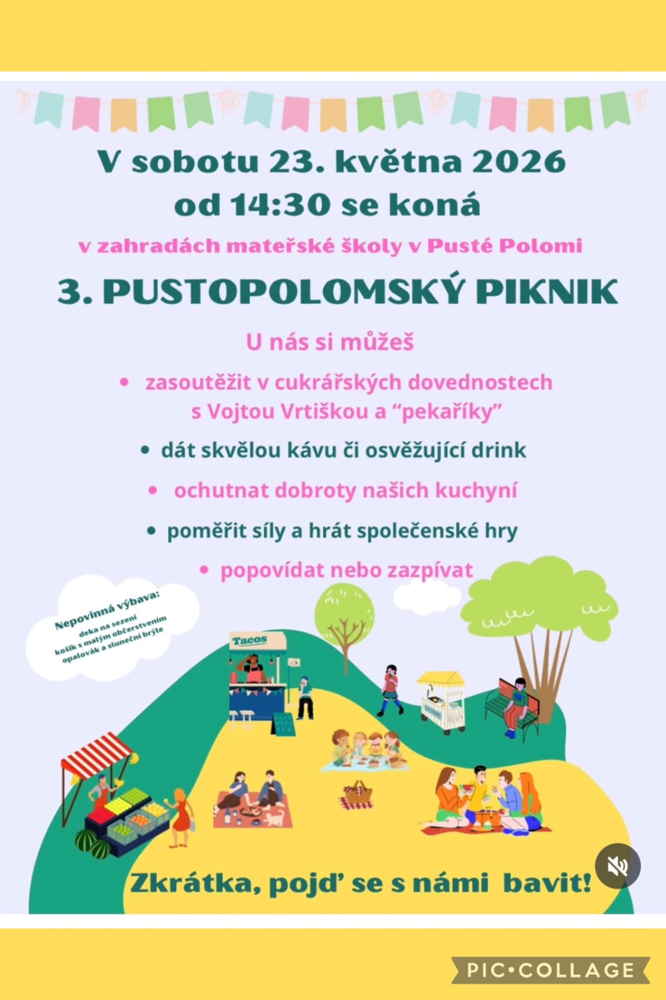 V sobotu 23. května 2026
od 14:30 se koná
v zahradách mateřské školy v Pusté Polomi
3. PUSTOPOLOMSKÝ PIKNIK
U nás si můžeš
• zasoutěžit v cukrářských dovednostech
s Vojtou Vrtiškou a “pekaříky”
• dát skvělou kávu či osvěžující drink
• ochutnat dobroty našich kuchyní
• poměřit síly a hrát společenské hry
• popovídat nebo zazpívat
Nepovinná výbava:
deka na sezení
košík s malým občerstvením
opalovák a sluneční brýle
Tacos
Zkrátka, pojď se s námi bavit!
PIC•COLLAGE